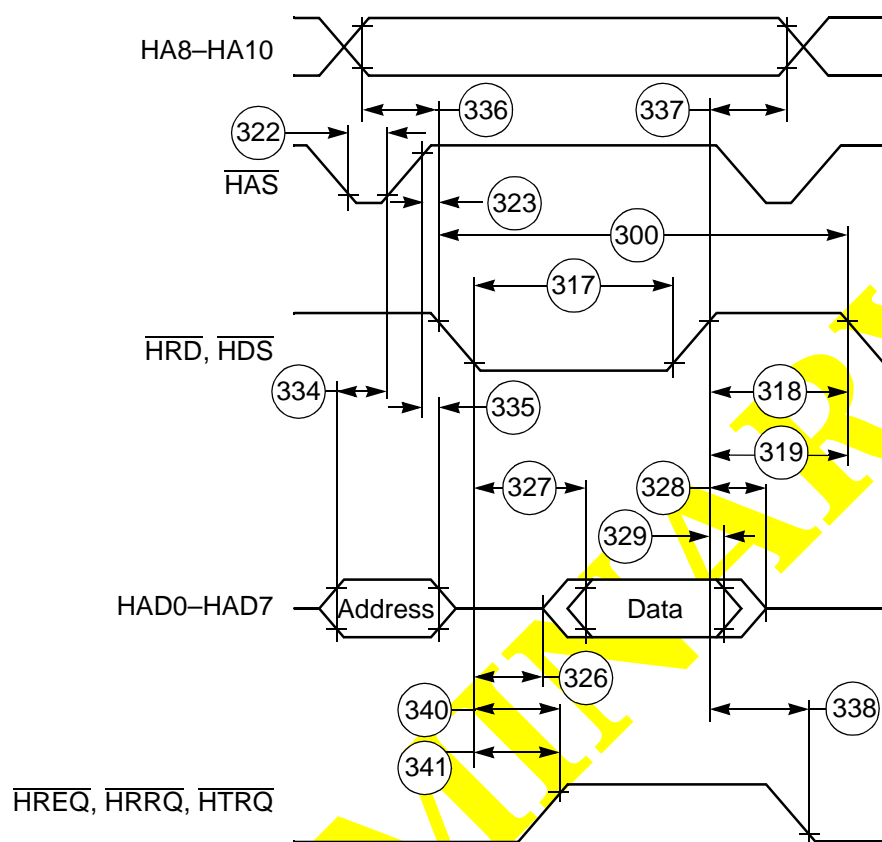 HA8–HA10
336
337
322
HAS
323
300
317
HRD, HDS
334
335
318
319
327
328
329
HAD0–HAD7
Address
Data
326
340
338
341
HREQ, HRRQ, HTRQ